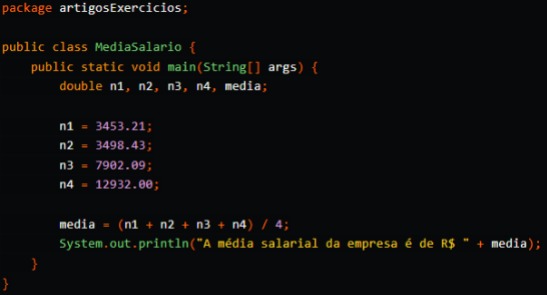 package artigosExercicios;
public class MediaSalario {
public static void main(String[] args) {
double n1, n2, n3, n4, media;
n1 = 3453.21;
n2 = 3498.43;
n3 = 7902.09;
n4 = 12932.00;
media = (n1 + n2 + n3 + n4) / 4;
System.out.println("A média salarial da empresa é de R$ " + media);
}
}